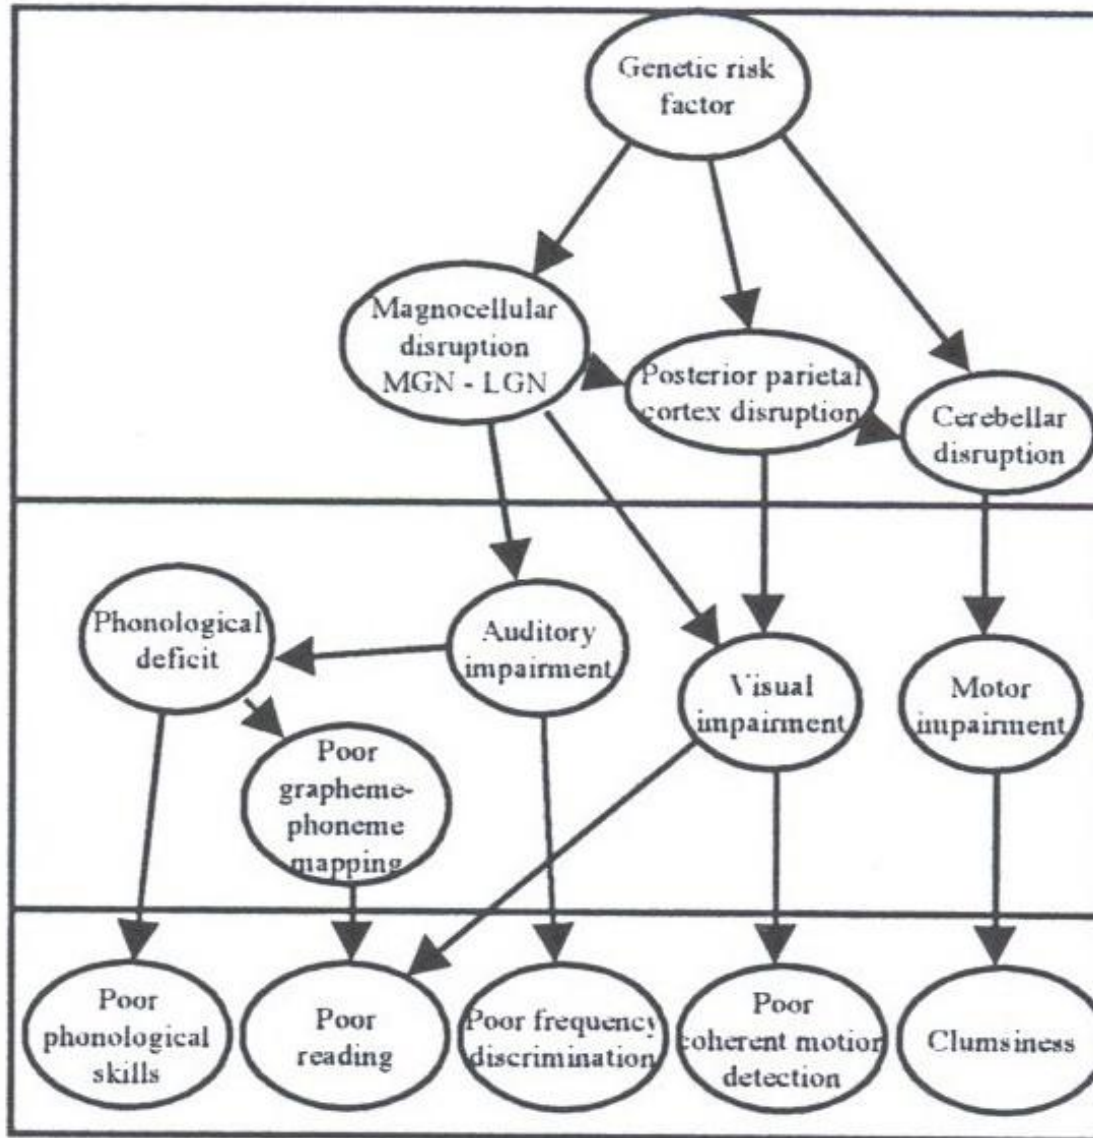 Genetic risk
factor
Magnocellular
disruption
MGN - LGN
Posterior parietal
cortex disruption
Cerebellar
disruption
Phonological
deficit
Auditory
impairment
Visual
impairment
Motor
impairment
Poor
grapheme-
phoneme
mapping
Poor
phonological
skills
Poor
reading
Poor frequency
discrimination
Poor
coherent motion
detection
Clumsiness